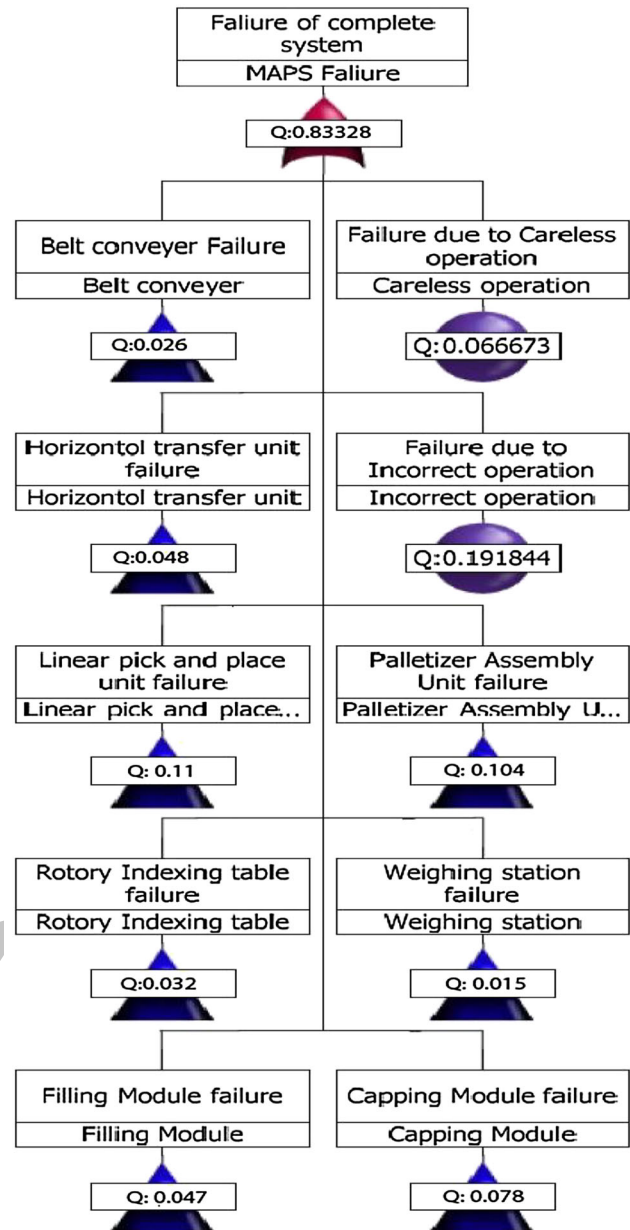 Faliure of complete
system
MAPS Faliure
Q:0.83328
Belt conveyer Failure
Belt conveyer
Q:0.026
Failure due to Careless
operation
Careless operation
Q:0.066673
Horizontol transfer unit
failure
Horizontol transfer unit
Q:0.048
Failure due to
Incorrect operation
Incorrect operation
Q:0.191844
Linear pick and place
unit failure
Linear pick and place...
Q: 0.11
Palletizer Assembly
Unit failure
Palletizer Assembly U...
Q: 0.104
Rotory Indexing table
failure
Rotory Indexing table
Q:0.032
Weighing station
failure
Weighing station
Q: 0.015
Filling Module failure
Filling Module
Q: 0.047
Capping Module failure
Capping Module
Q: 0.078